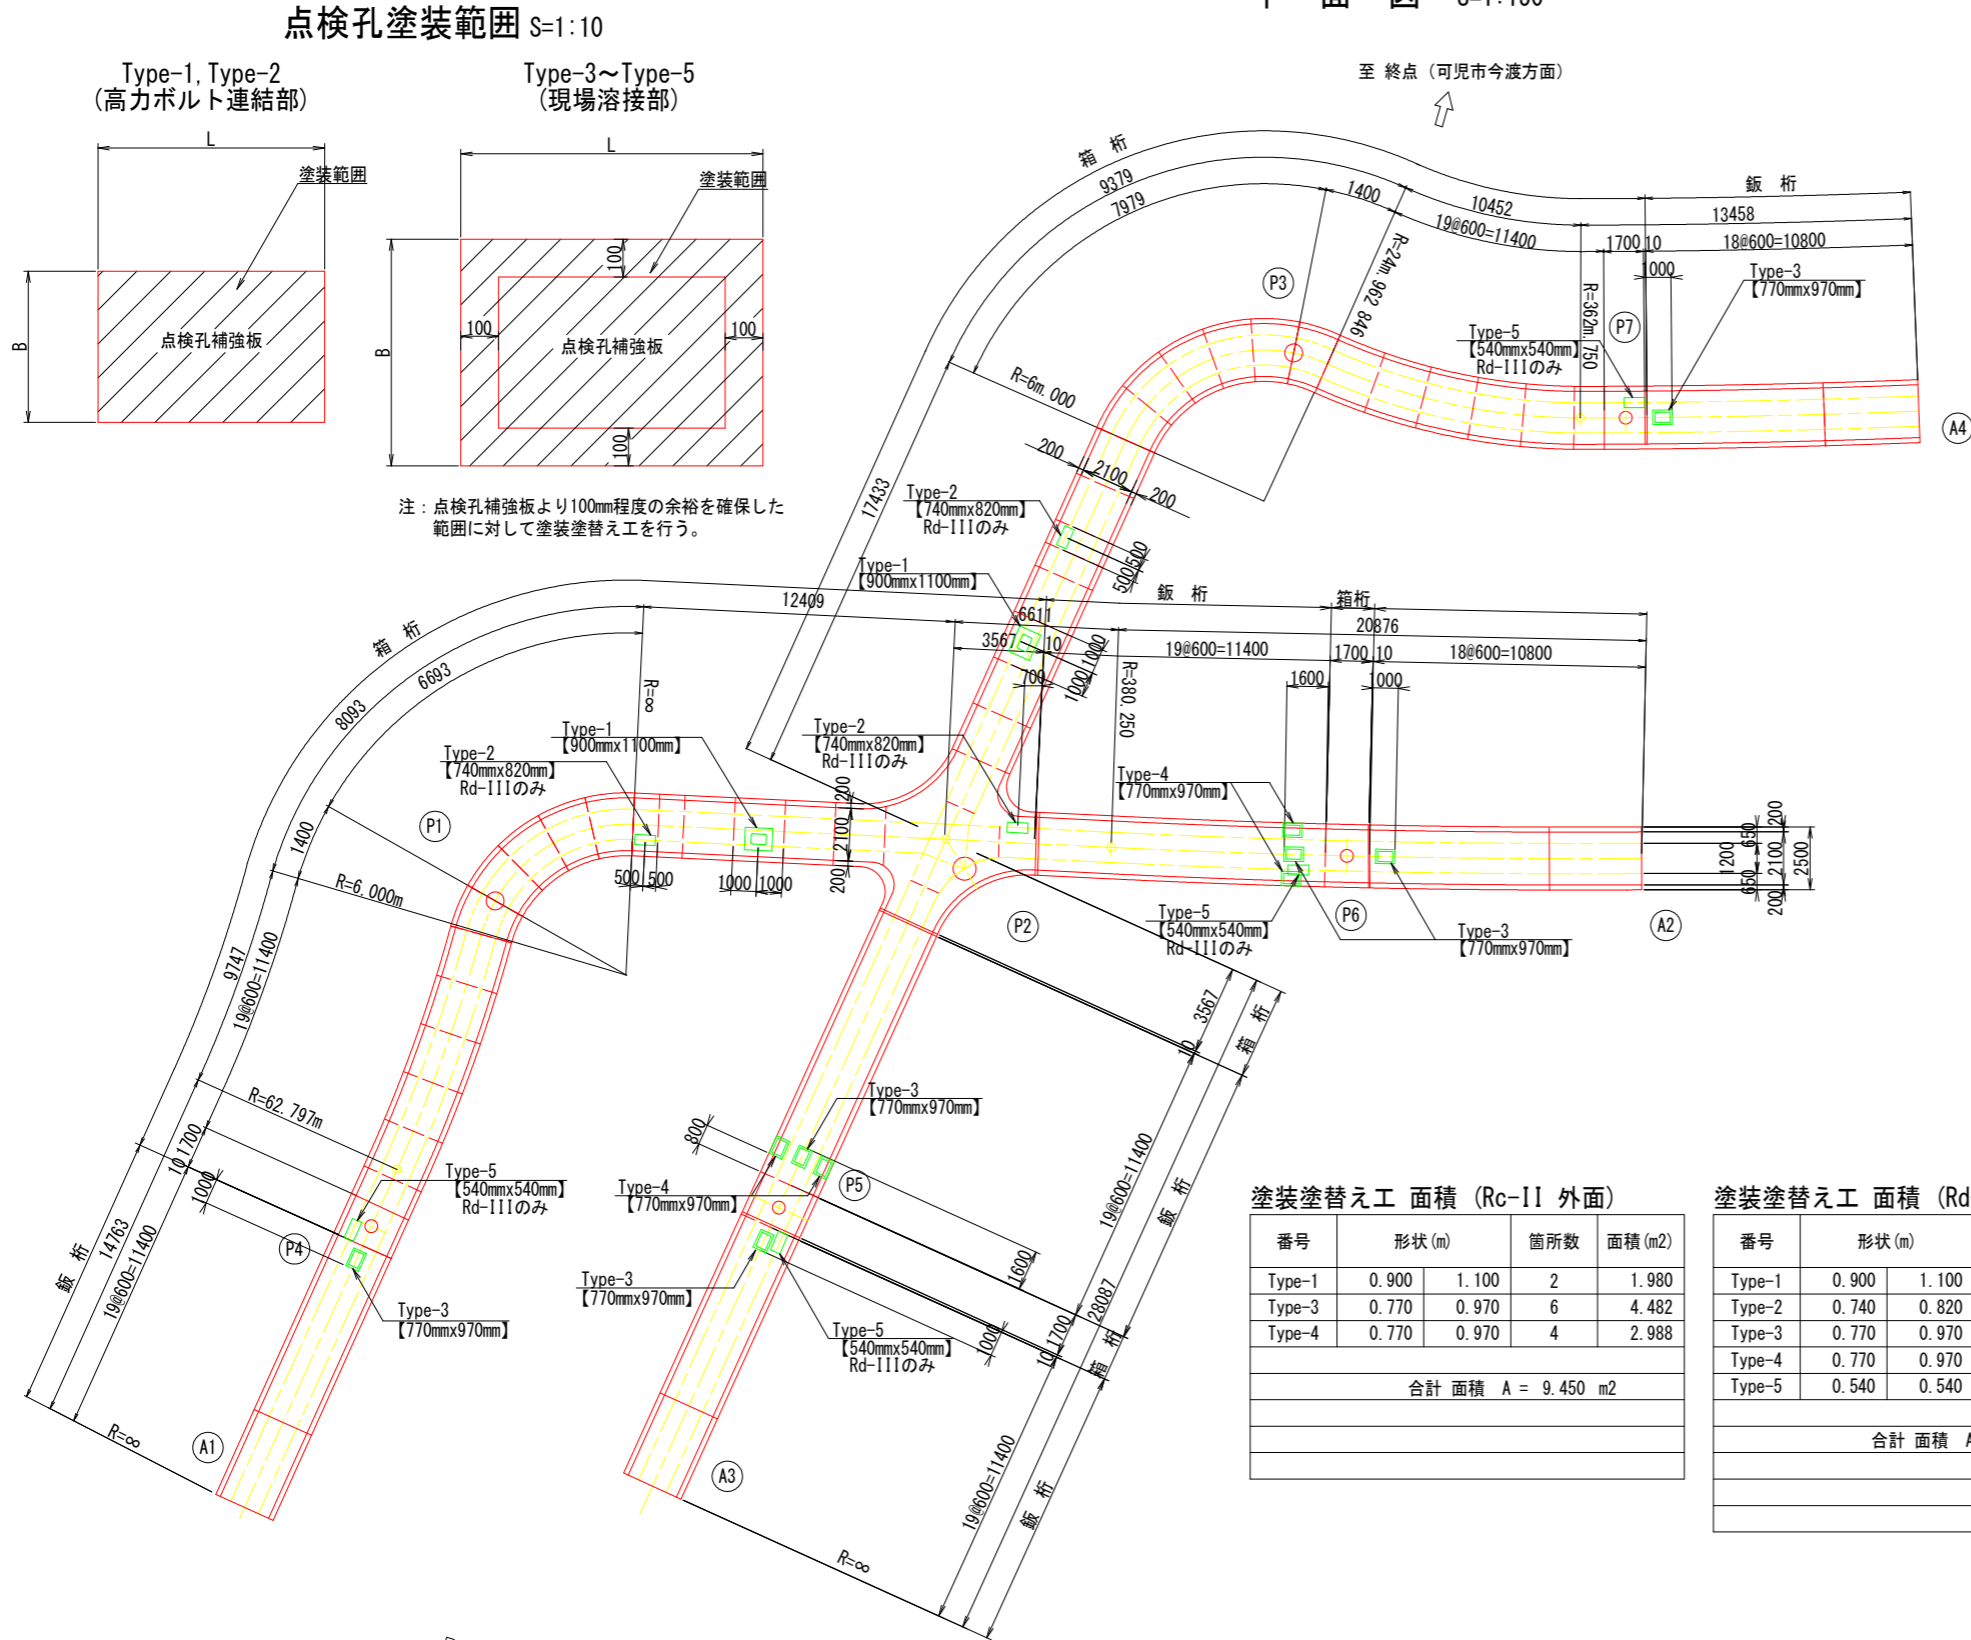 点検孔塗装範囲 S=1:10
Type-1, Type-2
(高力ボルト連結部)
L
塗装範囲
B
点検孔補強板
Type-3～Type-5
(現場溶接部)
L
塗装範囲
100
100
100
100
B
点検孔補強板
注：点検孔補強板より100mm程度の余裕を確保した
範囲に対して塗装塗替え工を行う。
至 終点 (可児市今渡方面)
箱 桁
9379
7979
1400
10452
19@600=11400
鈑 桁
13458
1700
10
18@600=10800
1000
Type-3
【770mmx970mm】
P3
R=24m.962 846
R=362m.750
P7
Type-5
【540mmx540mm】
Rd-IIIのみ
A4
R=6m.000
200
2100
200
17433
Type-2
【740mmx820mm】
Rd-IIIのみ
500
500
Type-1
【900mmx1100mm】
1000
1000
鈑 桁
箱桁
12409
6611
3567
10
700
20876
19@600=11400
1700
10
18@600=10800
R=380.250
1600
1000
箱 桁
6693
8093
R=∞
Type-1
【900mmx1100mm】
Type-2
【740mmx820mm】
Rd-IIIのみ
Type-2
【740mmx820mm】
Rd-IIIのみ
Type-4
【770mmx970mm】
P1
1400
R=6.000m
500
500
1000
1000
200
2100
200
P2
Type-5
【540mmx540mm】
Rd-IIIのみ
P6
Type-3
【770mmx970mm】
A2
200
650
1200
2100
2500
650
200
9747
19@600=11400
3567
10
箱 桁
R=62.797m
1700
10
1000
Type-5
【540mmx540mm】
Rd-IIIのみ
P4
Type-3
【770mmx970mm】
鈑 桁
14763
19@600=11400
R=∞
A1
Type-3
【770mmx970mm】
800
Type-4
【770mmx970mm】
P5
Type-3
【770mmx970mm】
Type-5
【540mmx540mm】
Rd-IIIのみ
19@600=11400
鈑 桁
1600
28087
1700
10
1000
箱 桁
19@600=11400
鈑 桁
A3
R=∞
塗装塗替え工 面積 (Rc-II 外面)
番号 形状(m) 箇所数 面積(m2)
Type-1 0.900 1.100 2 1.980
Type-3 0.770 0.970 6 4.482
Type-4 0.770 0.970 4 2.988
合計 面積 A = 9.450 m2
塗装塗替え工 面積 (Rd
番号 形状(m)
Type-1 0.900 1.100
Type-2 0.740 0.820
Type-3 0.770 0.970
Type-4 0.770 0.970
Type-5 0.540 0.540
合計 面積 A